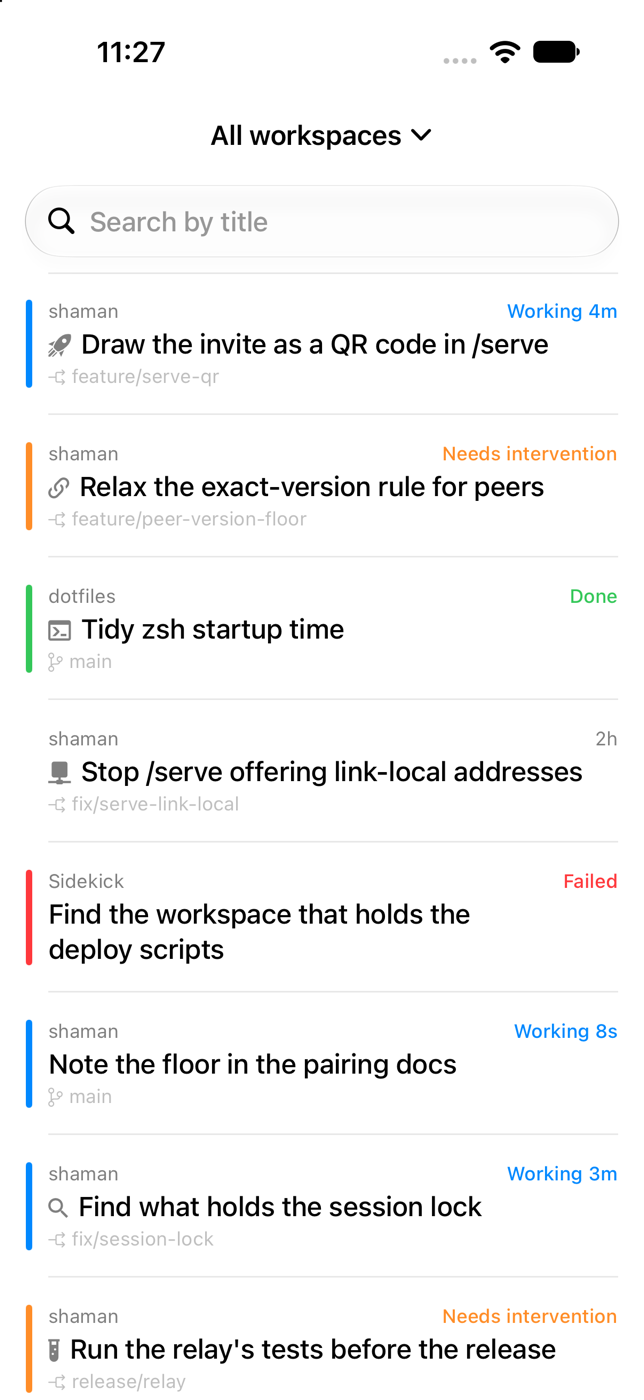 11:27
All workspaces
Search by title
shaman
Working 4m
Draw the invite as a QR code in /serve
feature/serve-qr
shaman
Needs intervention
Relax the exact-version rule for peers
feature/peer-version-floor
dotfiles
Done
Tidy zsh startup time
main
shaman
2h
Stop /serve offering link-local addresses
fix/serve-link-local
Sidekick
Failed
Find the workspace that holds the
deploy scripts
shaman
Working 8s
Note the floor in the pairing docs
main
shaman
Working 3m
Find what holds the session lock
fix/session-lock
shaman
Needs intervention
Run the relay's tests before the release
release/relay